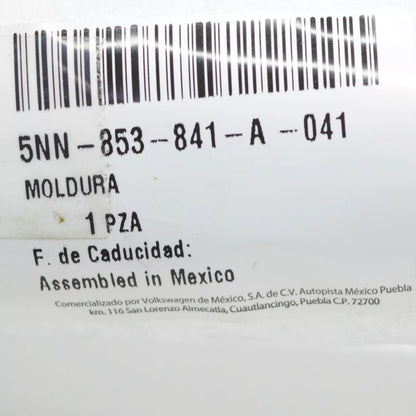 5NN-853-841-A-041
MOLDURA
1 PZA
F. de Caducidad:
Assembled in Mexico
Comercializado por Volkswagen de México, S.A. de C.V. Autopista México Puebla
km. 116 San Lorenzo Almecatla, Cuautlancingo, Puebla C.P. 72700